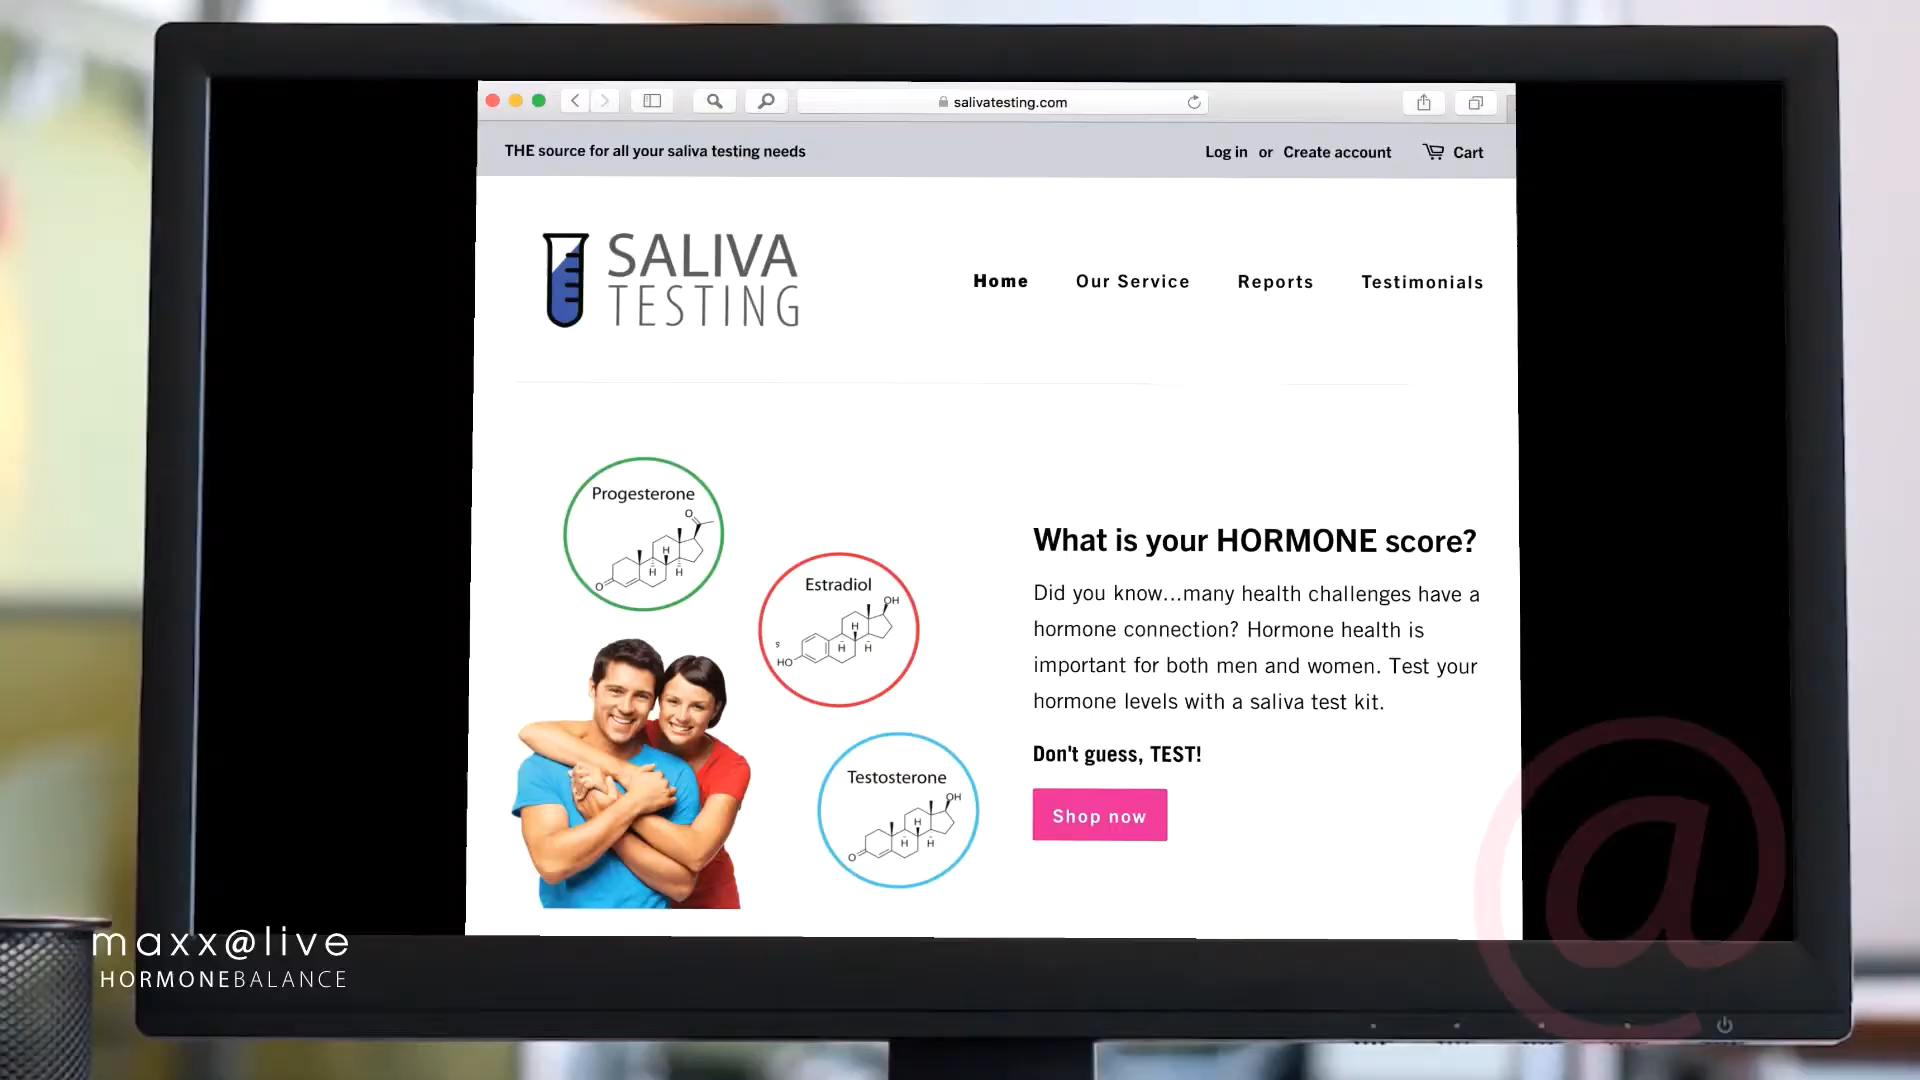 salivatesting.com
THE source for all your saliva testing needs
Log in or Create account Cart
SALIVA
TESTING
Home Our Service Reports Testimonials
Progesterone
O
H
H H
O
Estradiol
OH
H
H H
S
HO
What is your HORMONE score?
Did you know...many health challenges have a
hormone connection? Hormone health is
important for both men and women. Test your
hormone levels with a saliva test kit.
Don't guess, TEST!
Shop now
Testosterone
OH
H
H H
O
@
maxx@live
HORMONEBALANCE